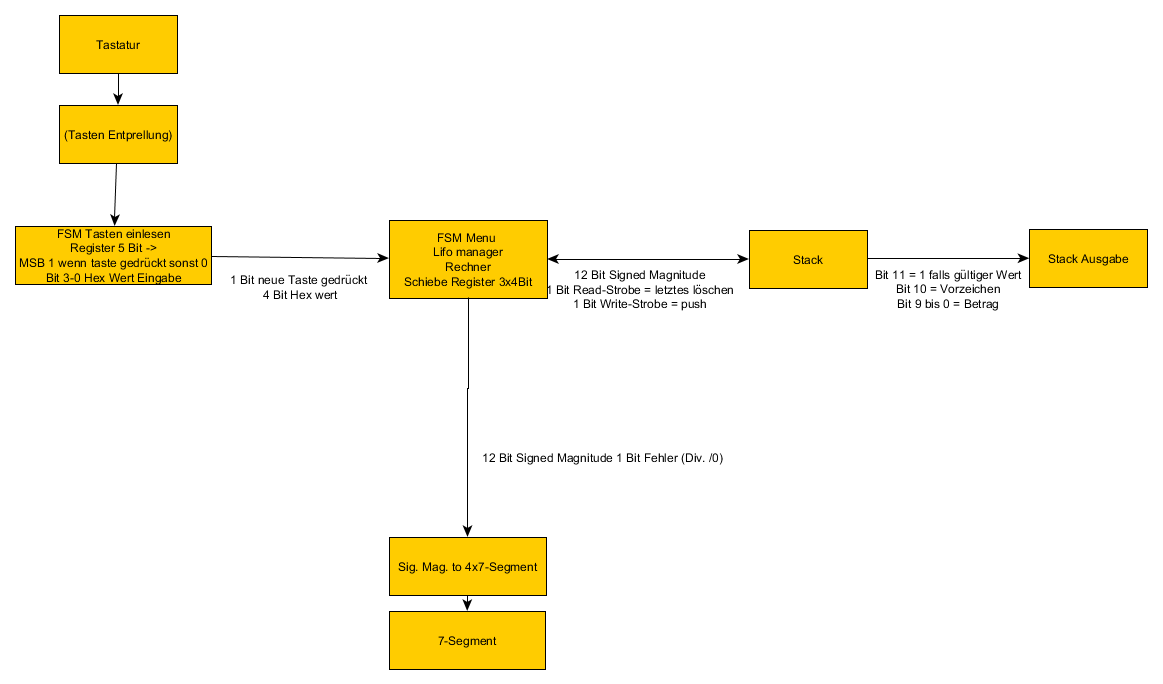 Tastatur
(Tasten Entprellung)
FSM Tasten einlesen
Register 5 Bit ->
MSB 1 wenn taste gedrückt sonst 0
Bit 3-0 Hex Wert Eingabe
1 Bit neue Taste gedrückt
4 Bit Hex wert
FSM Menu
Lifo manager
Rechner
Schiebe Register 3x4Bit
12 Bit Signed Magnitude
1 Bit Read-Strobe = letztes löschen
1 Bit Write-Strobe = push
Stack
Bit 11 = 1 falls gültiger Wert
Bit 10 = Vorzeichen
Bit 9 bis 0 = Betrag
Stack Ausgabe
12 Bit Signed Magnitude 1 Bit Fehler (Div. /0)
Sig. Mag. to 4x7-Segment
7-Segment